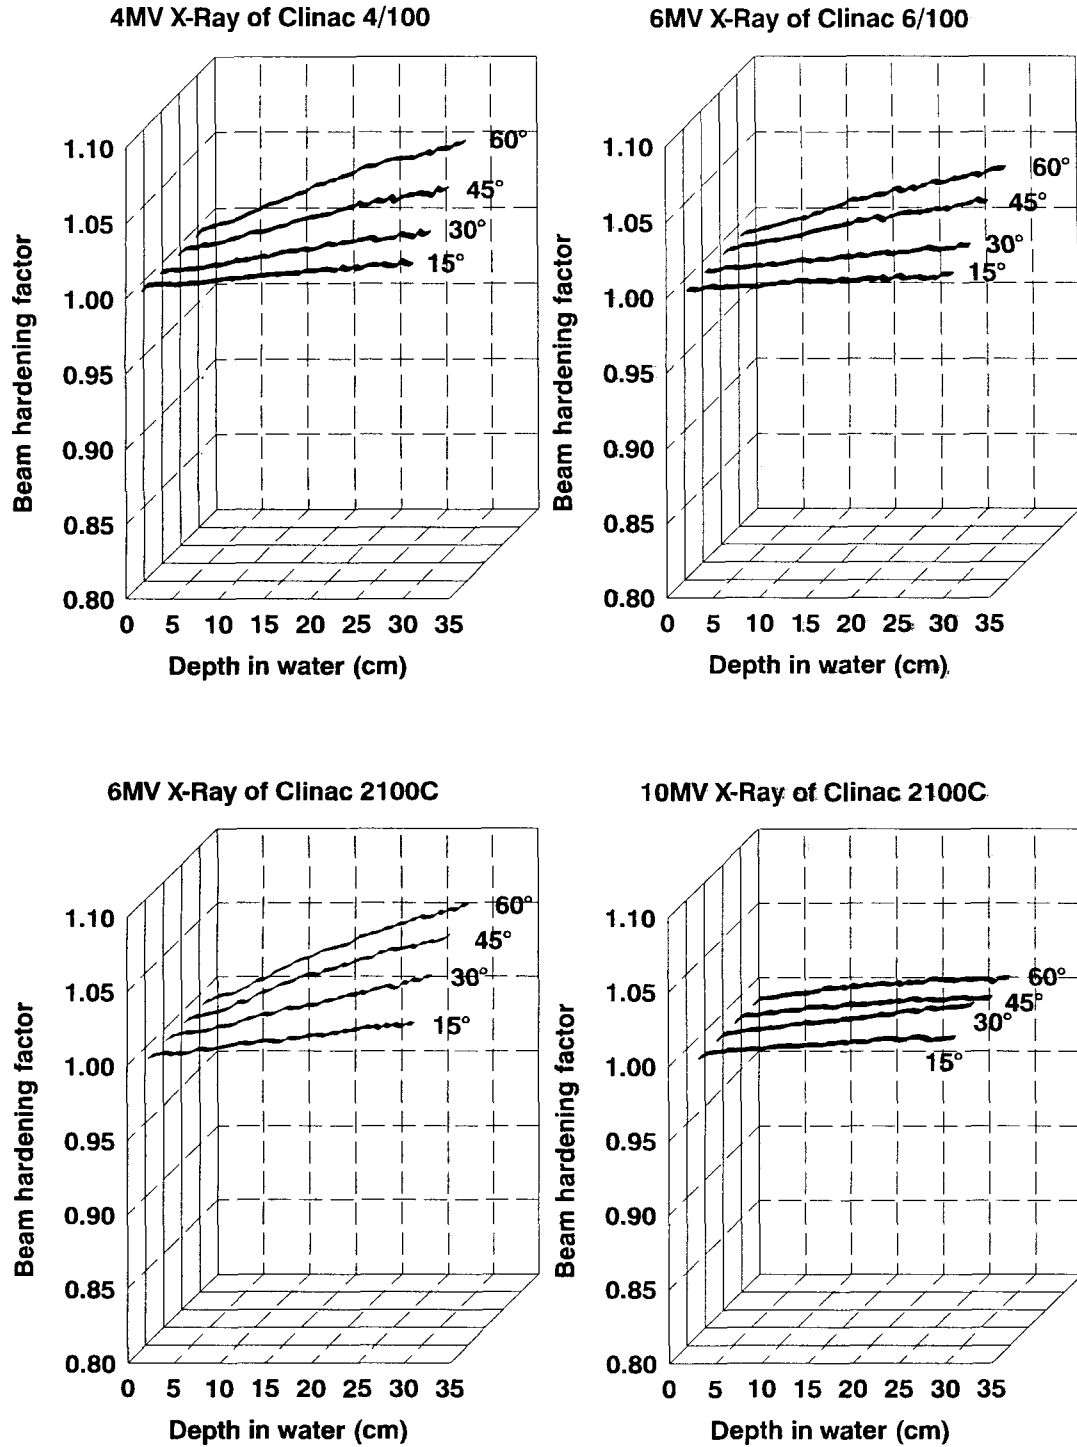 4MV X-Ray of Clinac 4/100
1.10
1.05
1.00
0.95
0.90
0.85
0.80
Beam hardening factor
60°
45°
30°
15°
0 5 10 15 20 25 30 35
Depth in water (cm)
6MV X-Ray of Clinac 6/100
1.10
1.05
1.00
0.95
0.90
0.85
0.80
Beam hardening factor
60°
45°
30°
15°
0 5 10 15 20 25 30 35
Depth in water (cm)
6MV X-Ray of Clinac 2100C
1.10
1.05
1.00
0.95
0.90
0.85
0.80
Beam hardening factor
60°
45°
30°
15°
0 5 10 15 20 25 30 35
Depth in water (cm)
10MV X-Ray of Clinac 2100C
1.10
1.05
1.00
0.95
0.90
0.85
0.80
Beam hardening factor
60°
45°
30°
15°
0 5 10 15 20 25 30 35
Depth in water (cm)